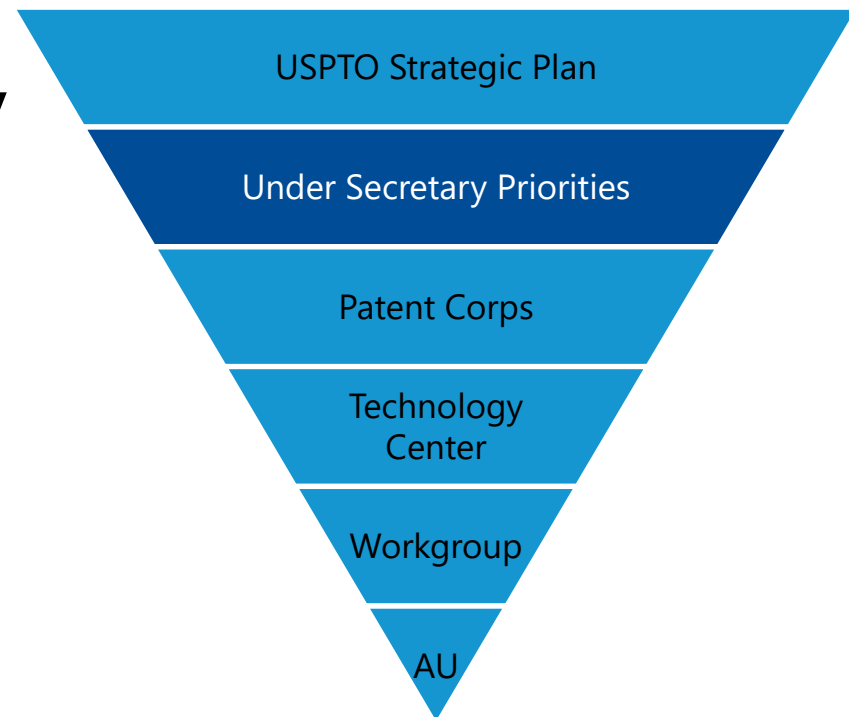 USPTO Strategic Plan
Under Secretary Priorities
Patent Corps
Technology
Center
Workgroup
AU